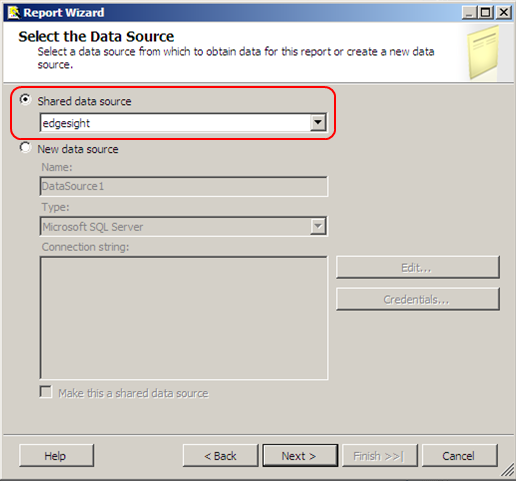 Report Wizard
Select the Data Source
Select a data source from which to obtain data for this report or create a new data
source.
Shared data source
edgesight
New data source
Name:
DataSource1
Type:
Microsoft SQL Server
Connection string:
Edit...
Credentials...
Make this a shared data source
Help
< Back
Next >
Finish >>|
Cancel